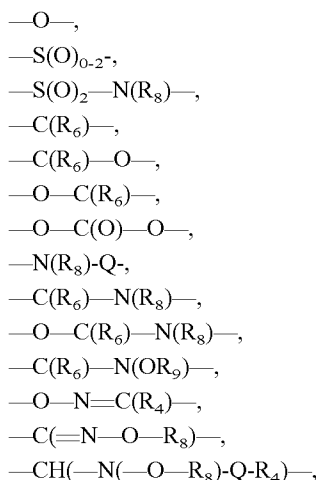 —O—,
—S(O)₀₋₂-,
—S(O)₂—N(R₈)—,
—C(R₆)—,
—C(R₆)—O—,
—O—C(R₆)—,
—O—C(O)—O—,
—N(R₈)-Q-,
—C(R₆)—N(R₈)—,
—O—C(R₆)—N(R₈)—,
—C(R₆)—N(OR₉)—,
—O—N=C(R₄)—,
—C(=N—O—R₈)—,
—CH(—N(—O—R₈)-Q-R₄)—,